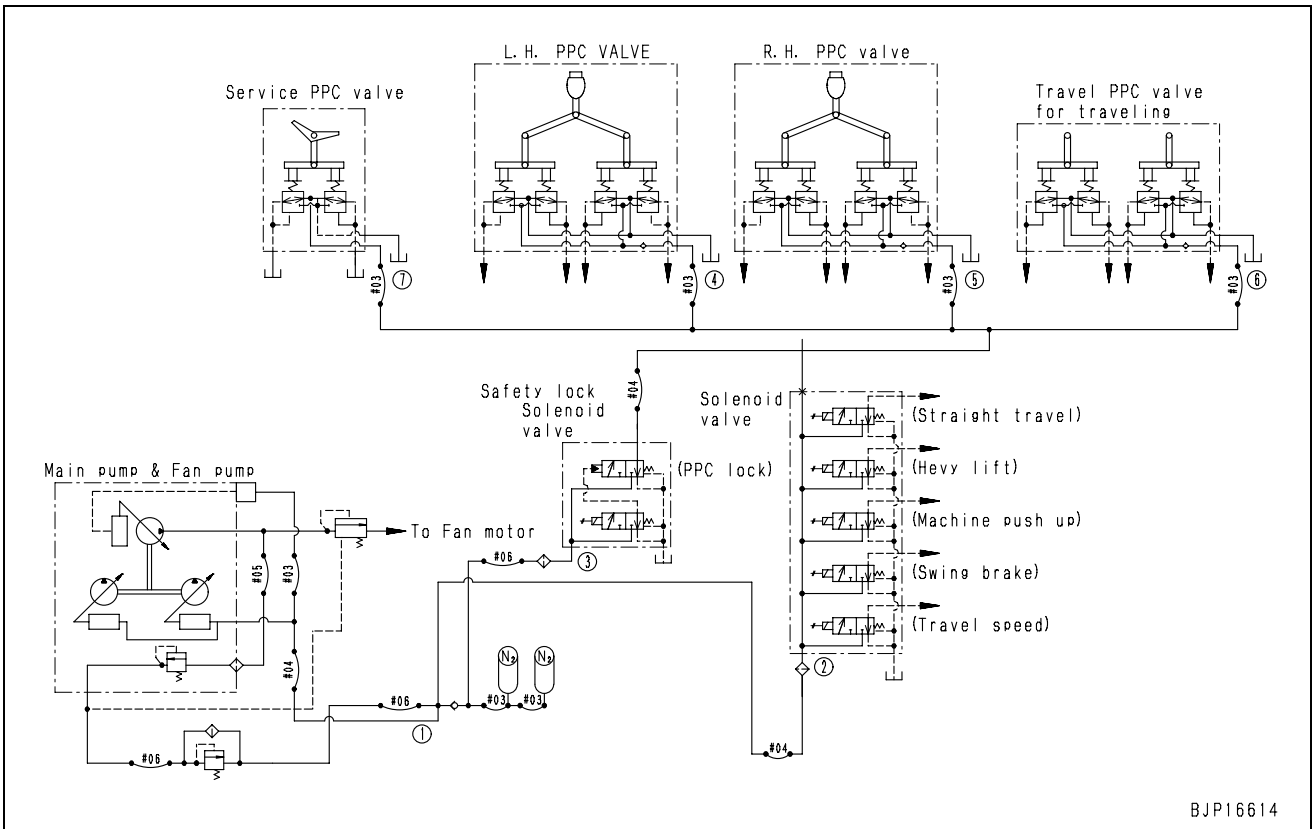 L.H. PPC VALVE
R.H. PPC valve
Service PPC valve
Travel PPC valve
for traveling
#03
7
#03
4
#03
5
#03
6
Safety lock
Solenoid
valve
#04
(PPC lock)
Solenoid
valve
(Straight travel)
(Hevy lift)
(Machine push up)
(Swing brake)
(Travel speed)
Main pump & Fan pump
To Fan motor
#05
#03
#06
3
#04
N2
N2
2
#06
#03
#03
1
#06
#04
BJP16614